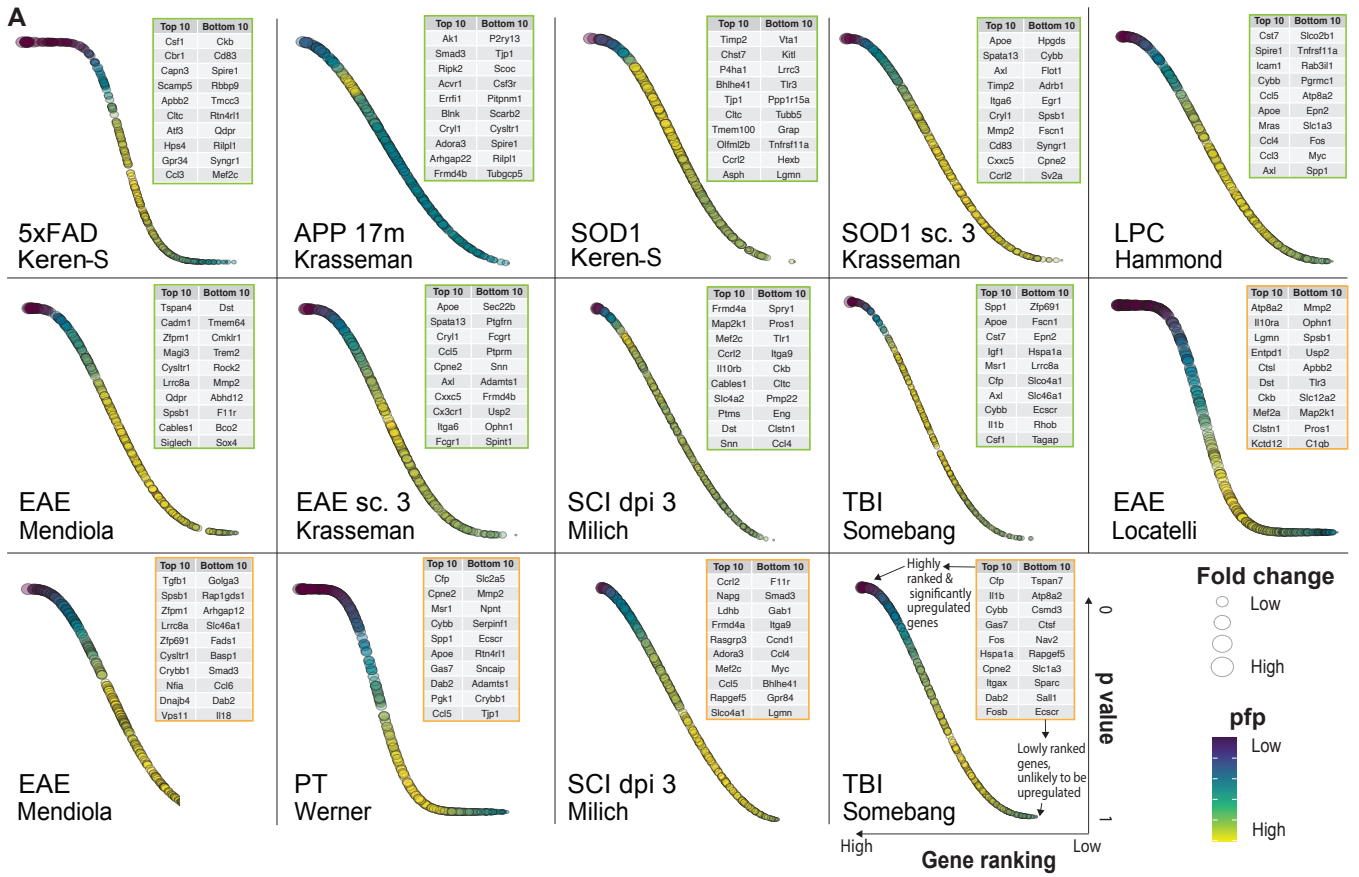 A
Top 10 Bottom 10
Csf1 Ckb
Cbr1 Cd83
Capn3 Spire1
Scamp5 Rbbp9
Apbb2 Tmcc3
Cltc Rtn4rl1
Atf3 Qdpr
Hps4 Rilpl1
Gpr34 Syngr1
Ccl3 Mef2c
5xFAD
Keren-S
Top 10 Bottom 10
Ak1 P2ry13
Smad3 Tjp1
Ripk2 Scoc
Acvr1 Csf3r
Errfi1 Pitpnm1
Blnk Scarb2
Cryl1 Cysltr1
Adora3 Spire1
Arhgap22 Rilpl1
Frmd4b Tubgcp5
APP 17m
Krasseman
Top 10 Bottom 10
Timp2 Vta1
Chst7 Kitl
P4ha1 Lrrc3
Bhlhe41 Tlr3
Tjp1 Ppp1r15a
Cltc Tubb5
Tmem100 Grap
Olfml2b Tnfrsf11a
Ccrl2 Hexb
Asph Lgmn
SOD1
Keren-S
Top 10 Bottom 10
Apoe Hpgds
Spata13 Cybb
Axl Flot1
Timp2 Adrb1
Itga6 Egr1
Cryl1 Spsb1
Mmp2 Fscn1
Cd83 Syngr1
Cxxc5 Cpne2
Ccrl2 Sv2a
SOD1 sc. 3
Krasseman
Top 10 Bottom 10
Cst7 Slco2b1
Spire1 Tnfrsf11a
Icam1 Rab3il1
Cybb Pgrmc1
Ccl5 Atp8a2
Apoe Epn2
Mras Slc1a3
Ccl4 Fos
Ccl3 Myc
Axl Spp1
LPC
Hammond
Top 10 Bottom 10
Tspan4 Dst
Cadm1 Tmem64
Zfpm1 Cmklr1
Magi3 Trem2
Cysltr1 Rock2
Lrrc8a Mmp2
Qdpr Abhd12
Spsb1 F11r
Cables1 Bco2
Siglech Sox4
EAE
Mendiola
Top 10 Bottom 10
Apoe Sec22b
Spata13 Ptgfrn
Cryl1 Fcgrt
Ccl5 Ptprm
Cpne2 Snn
Axl Adamts1
Cxxc5 Frmd4b
Cx3cr1 Usp2
Itga6 Ophn1
Fcgr1 Spint1
EAE sc. 3
Krasseman
Top 10 Bottom 10
Frmd4a Spry1
Map2k1 Pros1
Mef2c Tlr1
Ccrl2 Itga9
Il10rb Ckb
Cables1 Cltc
Slc4a2 Pmp22
Ptms Eng
Dst Clstn1
Snn Ccl4
SCI dpi 3
Milich
Top 10 Bottom 10
Spp1 Zfp691
Apoe Fscn1
Cst7 Epn2
Igf1 Hspa1a
Msr1 Lrrc8a
Cfp Slco4a1
Axl Slc46a1
Cybb Ecscr
Il1b Rhob
Csf1 Tagap
TBI
Somebang
Top 10 Bottom 10
Atp8a2 Mmp2
Il10ra Ophn1
Lgmn Spsb1
Entpd1 Usp2
Ctsl Apbb2
Dst Tlr3
Ckb Slc12a2
Mef2a Map2k1
Clstn1 Pros1
Kctd12 C1qb
EAE
Locatelli
Top 10 Bottom 10
Tgfb1 Golga3
Spsb1 Rap1gds1
Zfpm1 Arhgap12
Lrrc8a Slc46a1
Zfp691 Fads1
Cysltr1 Basp1
Crybb1 Smad3
Nfia Ccl6
Dnajb4 Dab2
Vps11 Il18
EAE
Mendiola
Top 10 Bottom 10
Cfp Slc2a5
Cpne2 Mmp2
Msr1 Npnt
Cybb Serpinf1
Spp1 Ecscr
Apoe Rtn4rl1
Gas7 Sncaip
Dab2 Adamts1
Pgk1 Crybb1
Ccl5 Tjp1
PT
Werner
Top 10 Bottom 10
Ccrl2 F11r
Napg Smad3
Ldhb Gab1
Frmd4a Itga9
Rasgrp3 Ccnd1
Adora3 Ccl4
Mef2c Myc
Ccl5 Bhlhe41
Rapgef5 Gpr84
Slco4a1 Lgmn
SCI dpi 3
Milich
Highly
ranked &
significantly
upregulated
genes
Top 10 Bottom 10
Cfp Tspan7
Il1b Atp8a2
Cybb Csmd3
Gas7 Ctsf
Fos Nav2
Hspa1a Rapgef5
Cpne2 Slc1a3
Itgax Sparc
Dab2 Sall1
Fosb Ecscr
Lowly ranked
genes,
unlikely to be
upregulated
TBI
Somebang
0
p value
1
High Low
Gene ranking
Fold change
Low
High
pfp
Low
High